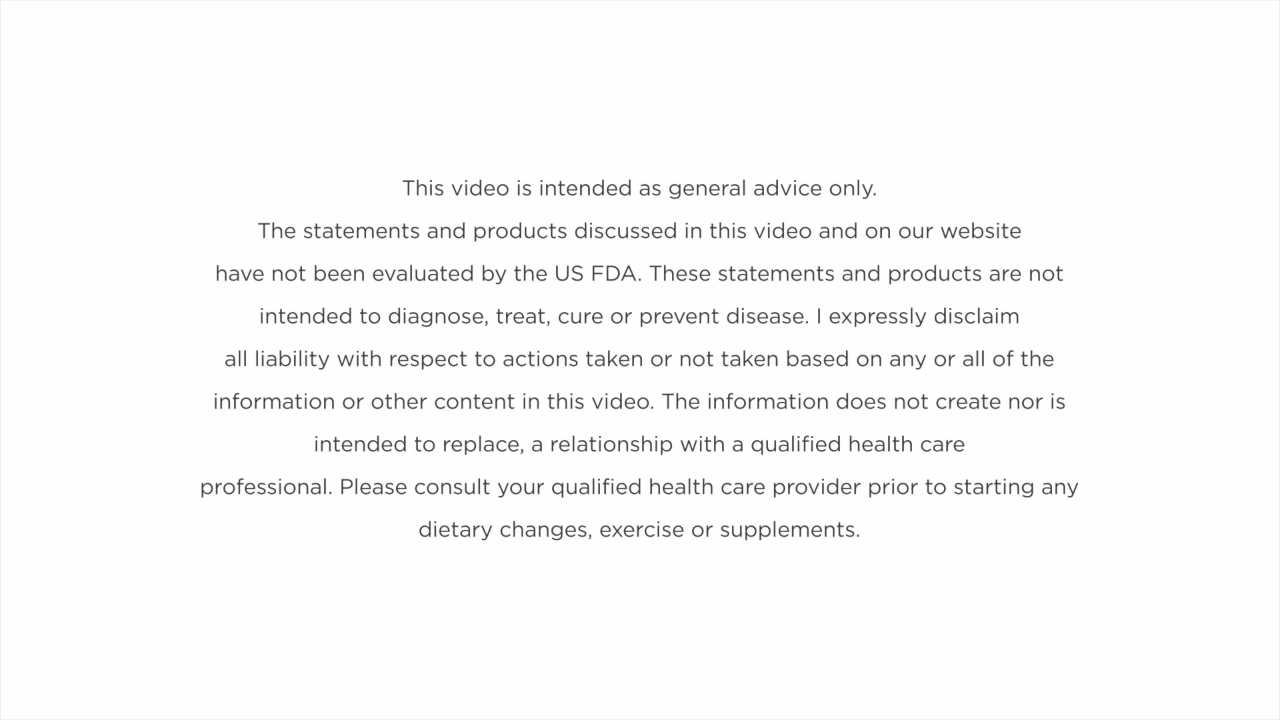 This video is intended as general advice only.
The statements and products discussed in this video and on our website
have not been evaluated by the US FDA. These statements and products are not
intended to diagnose, treat, cure or prevent disease. I expressly disclaim
all liability with respect to actions taken or not taken based on any or all of the
information or other content in this video. The information does not create nor is
intended to replace, a relationship with a qualified health care
professional. Please consult your qualified health care provider prior to starting any
dietary changes, exercise or supplements.